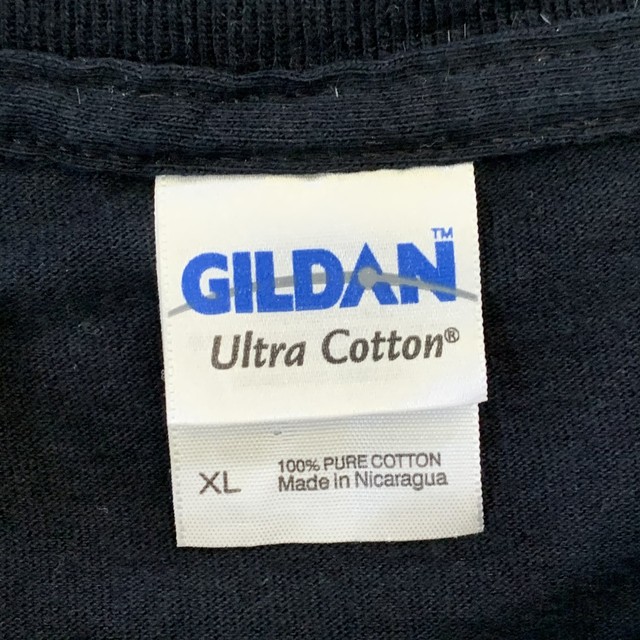 GILDAN™
Ultra Cotton®
XL
100% PURE COTTON
Made in Nicaragua